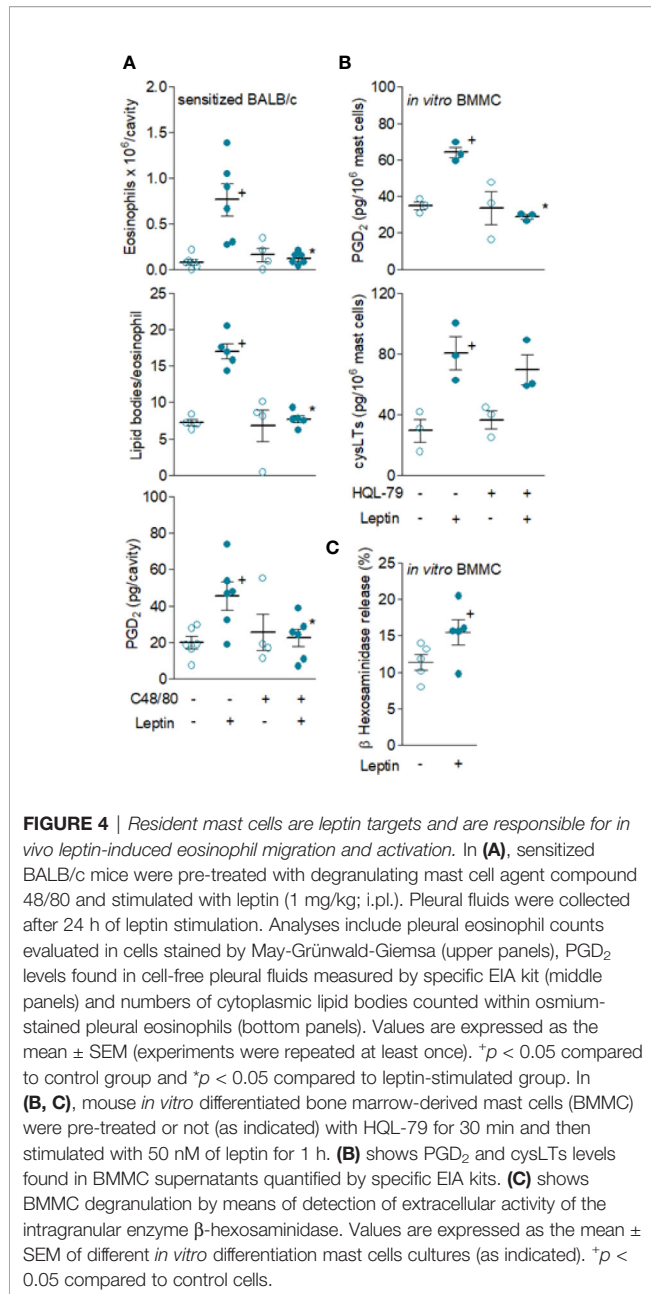 A
sensitized BALB/c
Eosinophils x 10⁶/cavity
2.0
1.5
1.0
0.5
0.0
+
*
Lipid bodies/eosinophil
25
20
15
10
5
0
+
*
PGD₂ (pg/cavity)
100
80
60
40
20
0
+
*
C48/80 - - + +
Leptin - + - +
B
in vitro BMMC
PGD₂ (pg/10⁶ mast cells)
100
80
60
40
20
0
+
*
cysLTs (pg/10⁶ mast cells)
120
80
40
0
+
HQL-79 - - + +
Leptin - + - +
C
in vitro BMMC
β Hexosaminidase release (%)
25
20
15
10
5
0
+
Leptin - +
FIGURE 4 | Resident mast cells are leptin targets and are responsible for in
vivo leptin-induced eosinophil migration and activation. In (A), sensitized
BALB/c mice were pre-treated with degranulating mast cell agent compound
48/80 and stimulated with leptin (1 mg/kg; i.pl.). Pleural fluids were collected
after 24 h of leptin stimulation. Analyses include pleural eosinophil counts
evaluated in cells stained by May-Grünwald-Giemsa (upper panels), PGD₂
levels found in cell-free pleural fluids measured by specific EIA kit (middle
panels) and numbers of cytoplasmic lipid bodies counted within osmium-
stained pleural eosinophils (bottom panels). Values are expressed as the
mean ± SEM (experiments were repeated at least once). ⁺p < 0.05 compared
to control group and *p < 0.05 compared to leptin-stimulated group. In
(B, C), mouse in vitro differentiated bone marrow-derived mast cells (BMMC)
were pre-treated or not (as indicated) with HQL-79 for 30 min and then
stimulated with 50 nM of leptin for 1 h. (B) shows PGD₂ and cysLTs levels
found in BMMC supernatants quantified by specific EIA kits. (C) shows
BMMC degranulation by means of detection of extracellular activity of the
intragranular enzyme β-hexosaminidase. Values are expressed as the mean ±
SEM of different in vitro differentiation mast cells cultures (as indicated). ⁺p <
0.05 compared to control cells.